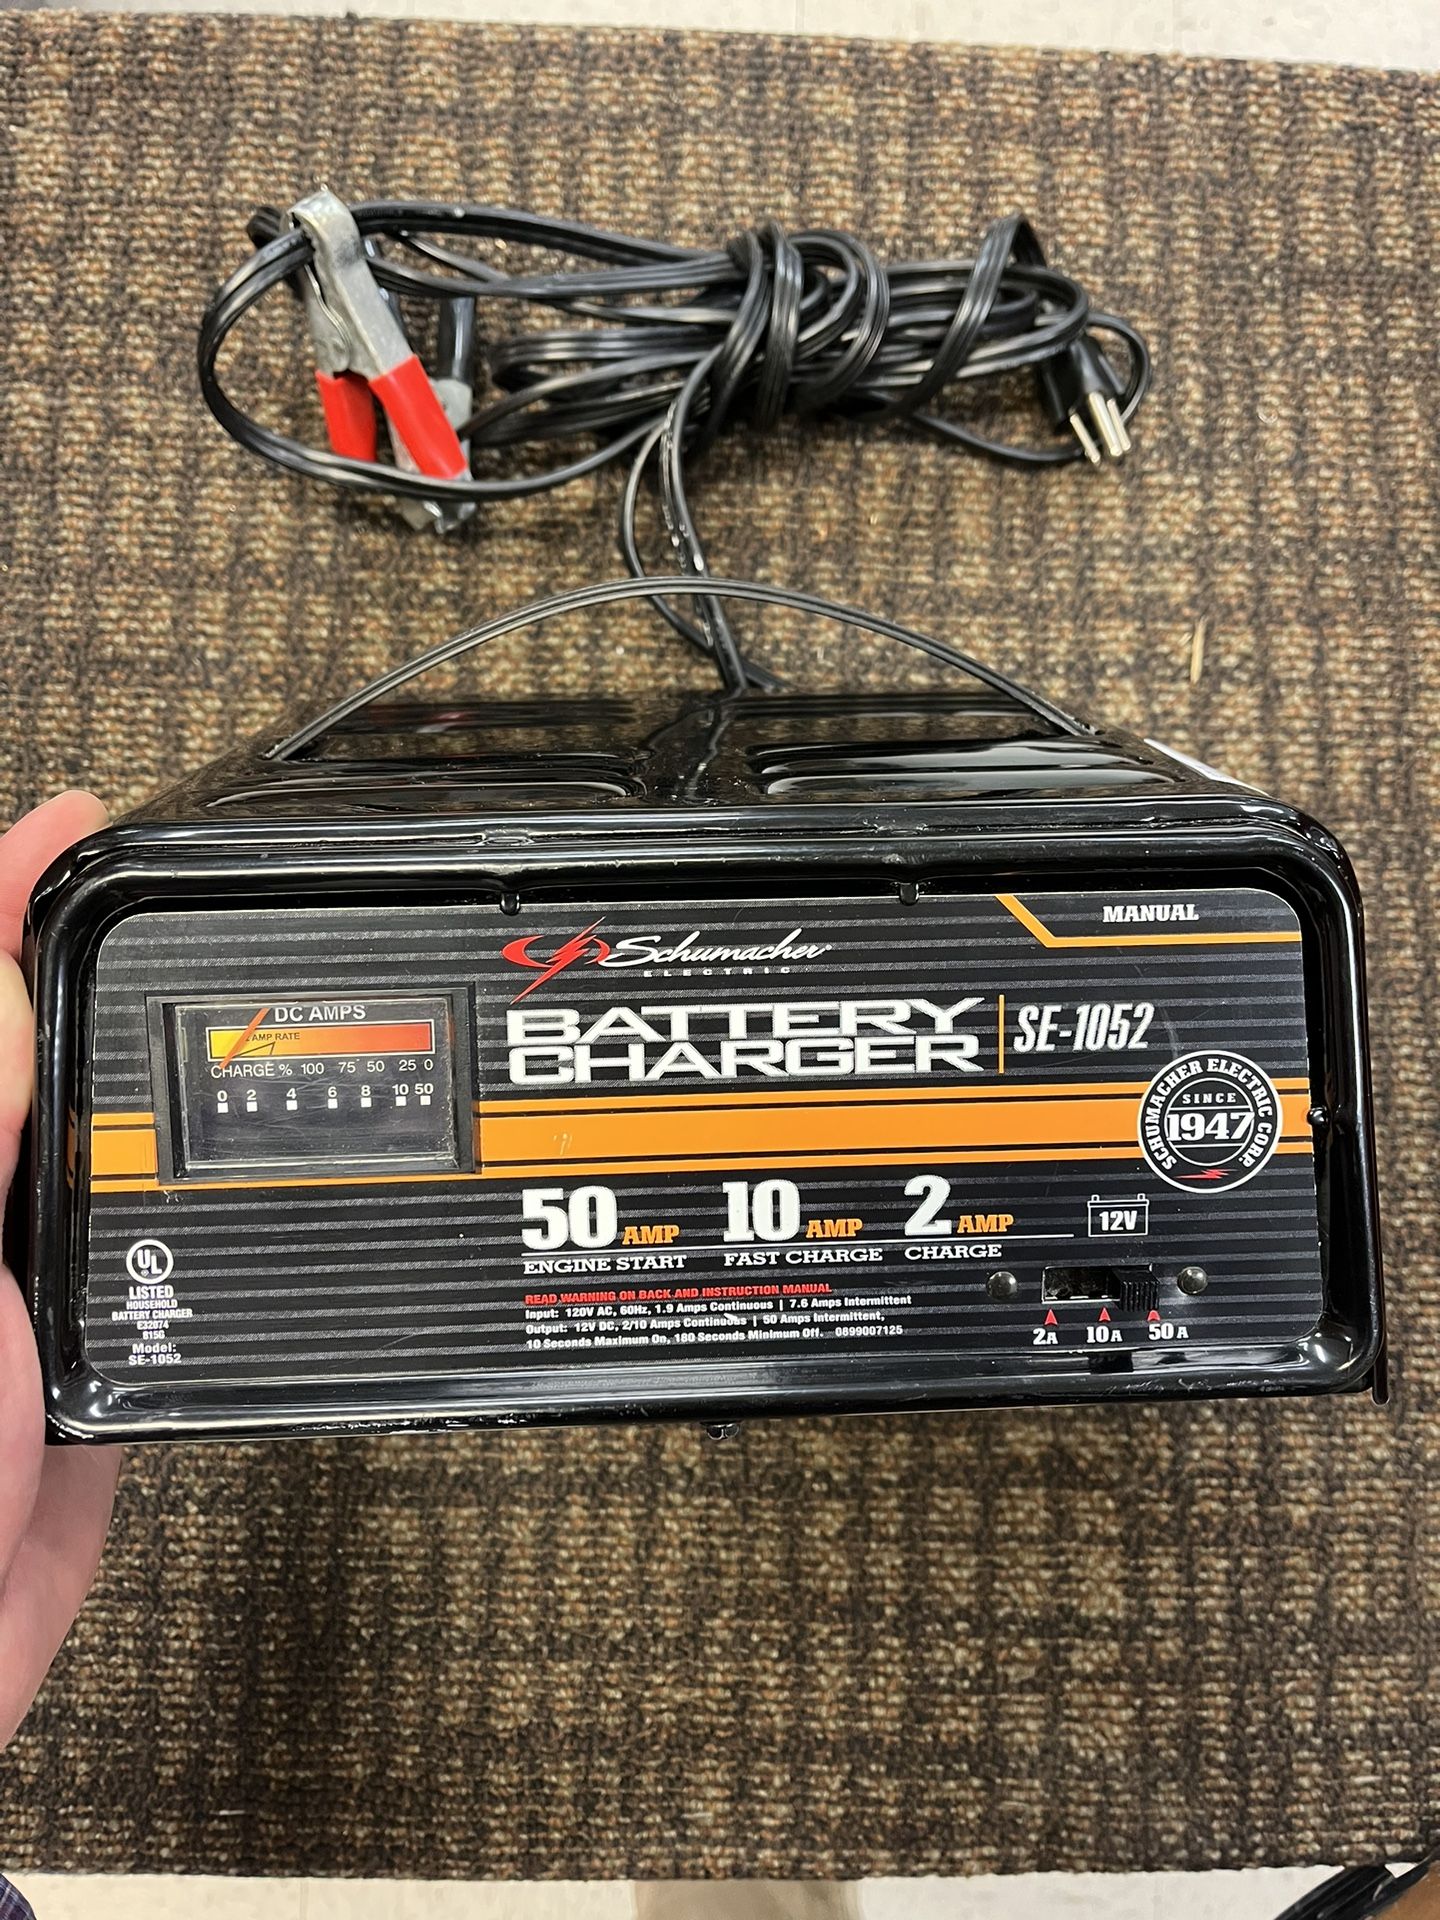 MANUAL
Schumacher
ELECTRIC
BATTERY
CHARGER
SE-1052
DC AMPS
2 AMP RATE
CHARGE % 100 75 50 25 0
0 2 4 6 8 10 50
SCHUMACHER ELECTRIC CORP.
SINCE
1947
50 AMP
ENGINE START
10 AMP
FAST CHARGE
2 AMP
CHARGE
12V
READ WARNING ON BACK AND INSTRUCTION MANUAL
Input: 120V AC, 60Hz, 1.9 Amps Continuous | 7.6 Amps Intermittent
Output: 12V DC, 2/10 Amps Continuous | 50 Amps Intermittent,
10 Seconds Maximum On, 180 Seconds Minimum Off. 0899007125
2A 10A 50A
UL
LISTED
HOUSEHOLD
BATTERY CHARGER
E32074
815G
Model:
SE-1052